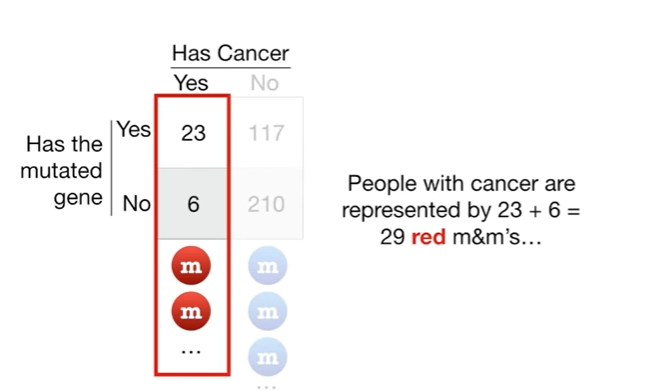 Has Cancer
Yes No
Has the
mutated
gene
Yes 23 117
No 6 210
m m
m m
... m
...
People with cancer are
represented by 23 + 6 =
29 red m&m's...